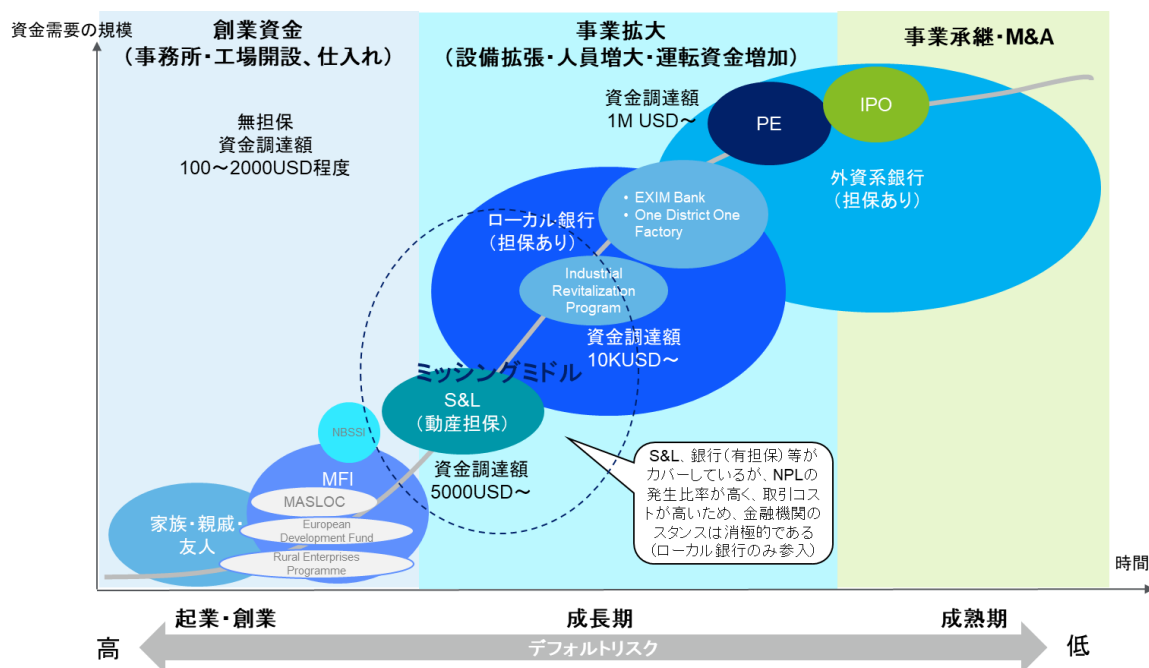 資金需要の規模
創業資金
(事務所・工場開設、仕入れ)
事業拡大
(設備拡張・人員増大・運転資金増加)
事業承継・M&A
無担保
資金調達額
100～2000USD程度
資金調達額
1M USD～
PE
IPO
外資系銀行
(担保あり)
• EXIM Bank
• One District One
Factory
ローカル銀行
(担保あり)
Industrial
Revitalization
Program
資金調達額
10KUSD～
ミッシングミドル
S&L
(動産担保)
資金調達額
5000USD～
NBSSI
MFI
MASLOC
European
Development Fund
Rural Enterprises
Programme
家族・親戚・
友人
S&L、銀行(有担保)等が
カバーしているが、NPLの
発生比率が高く、取引コス
トが高いため、金融機関の
スタンスは消極的である
(ローカル銀行のみ参入)
時間
起業・創業
成長期
成熟期
高
デフォルトリスク
低